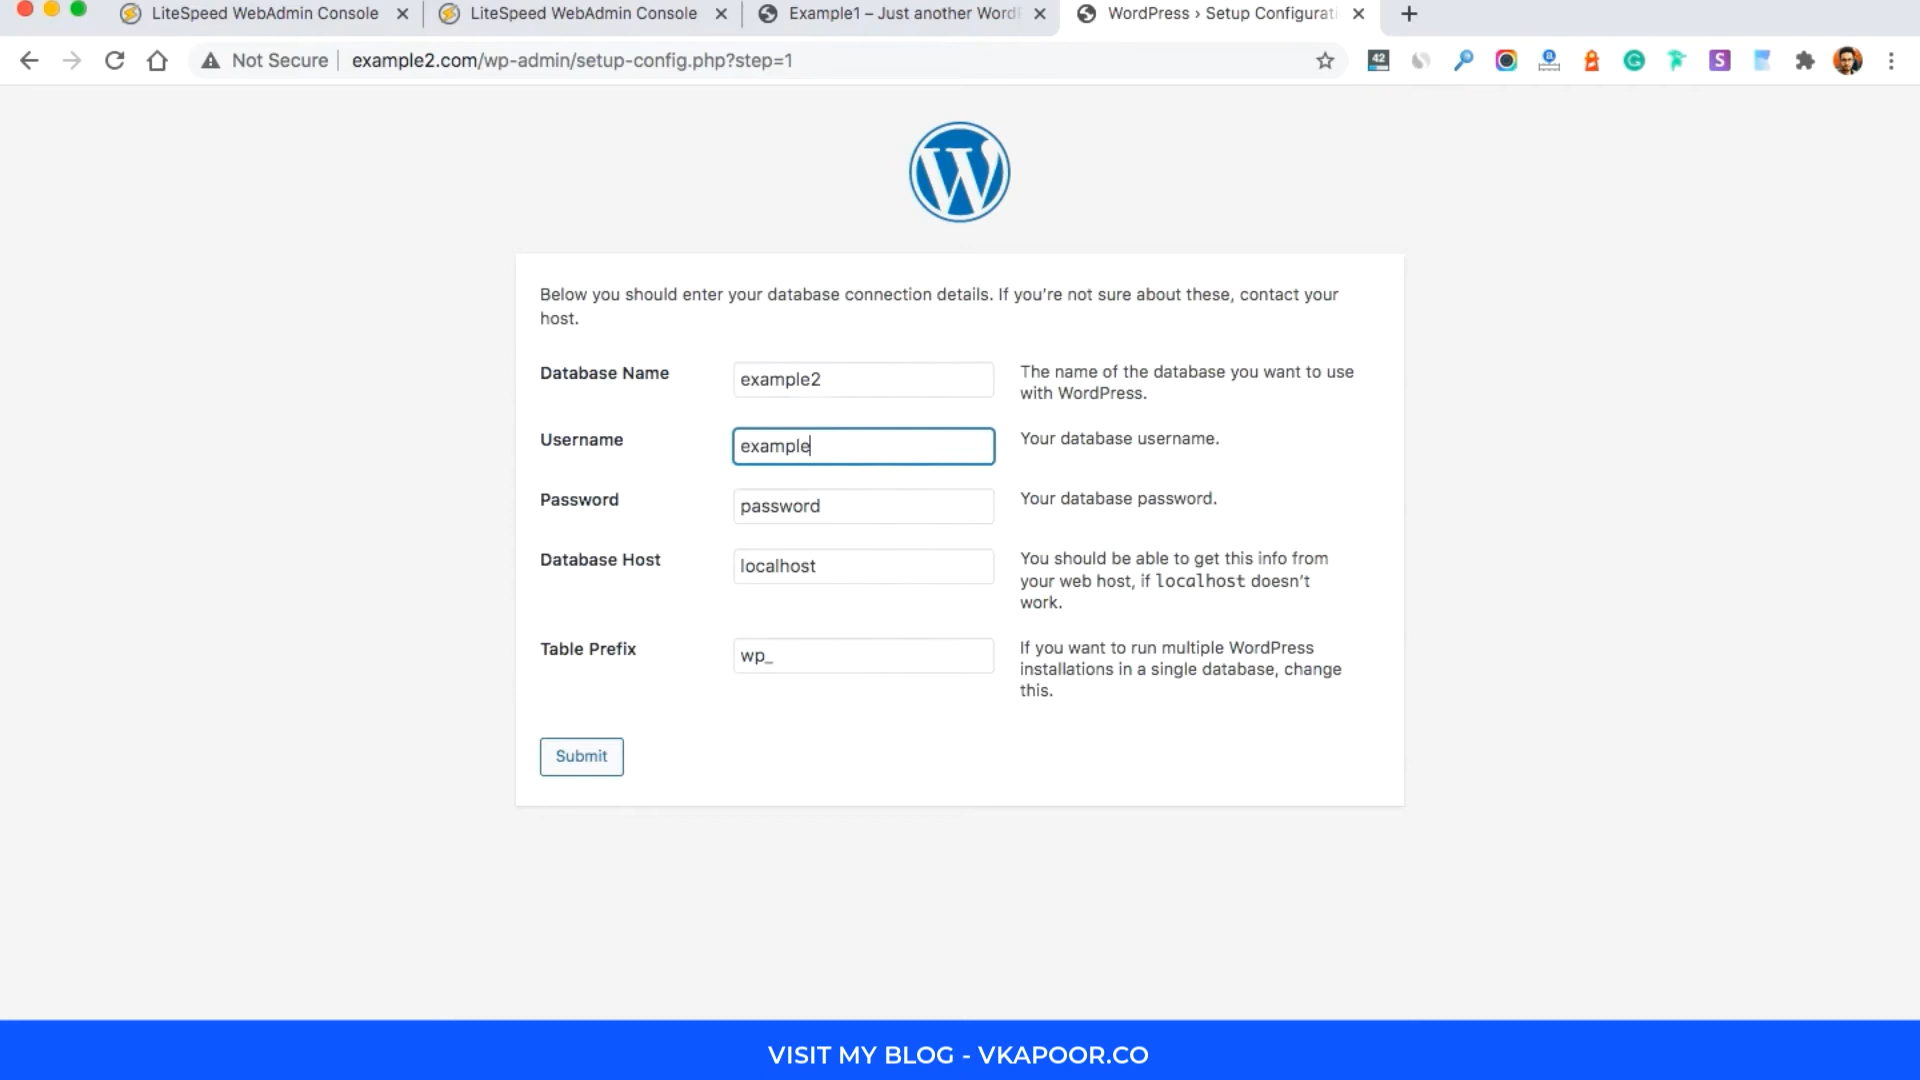 LiteSpeed WebAdmin Console
LiteSpeed WebAdmin Console
Example1 – Just another Word
WordPress › Setup Configurati
Not Secure
example2.com/wp-admin/setup-config.php?step=1
42
S
Below you should enter your database connection details. If you’re not sure about these, contact your
host.
Database Name
example2
The name of the database you want to use
with WordPress.
Username
example
Your database username.
Password
password
Your database password.
Database Host
localhost
You should be able to get this info from
your web host, if localhost doesn’t
work.
Table Prefix
wp_
If you want to run multiple WordPress
installations in a single database, change
this.
Submit
VISIT MY BLOG - VKAPOOR.CO